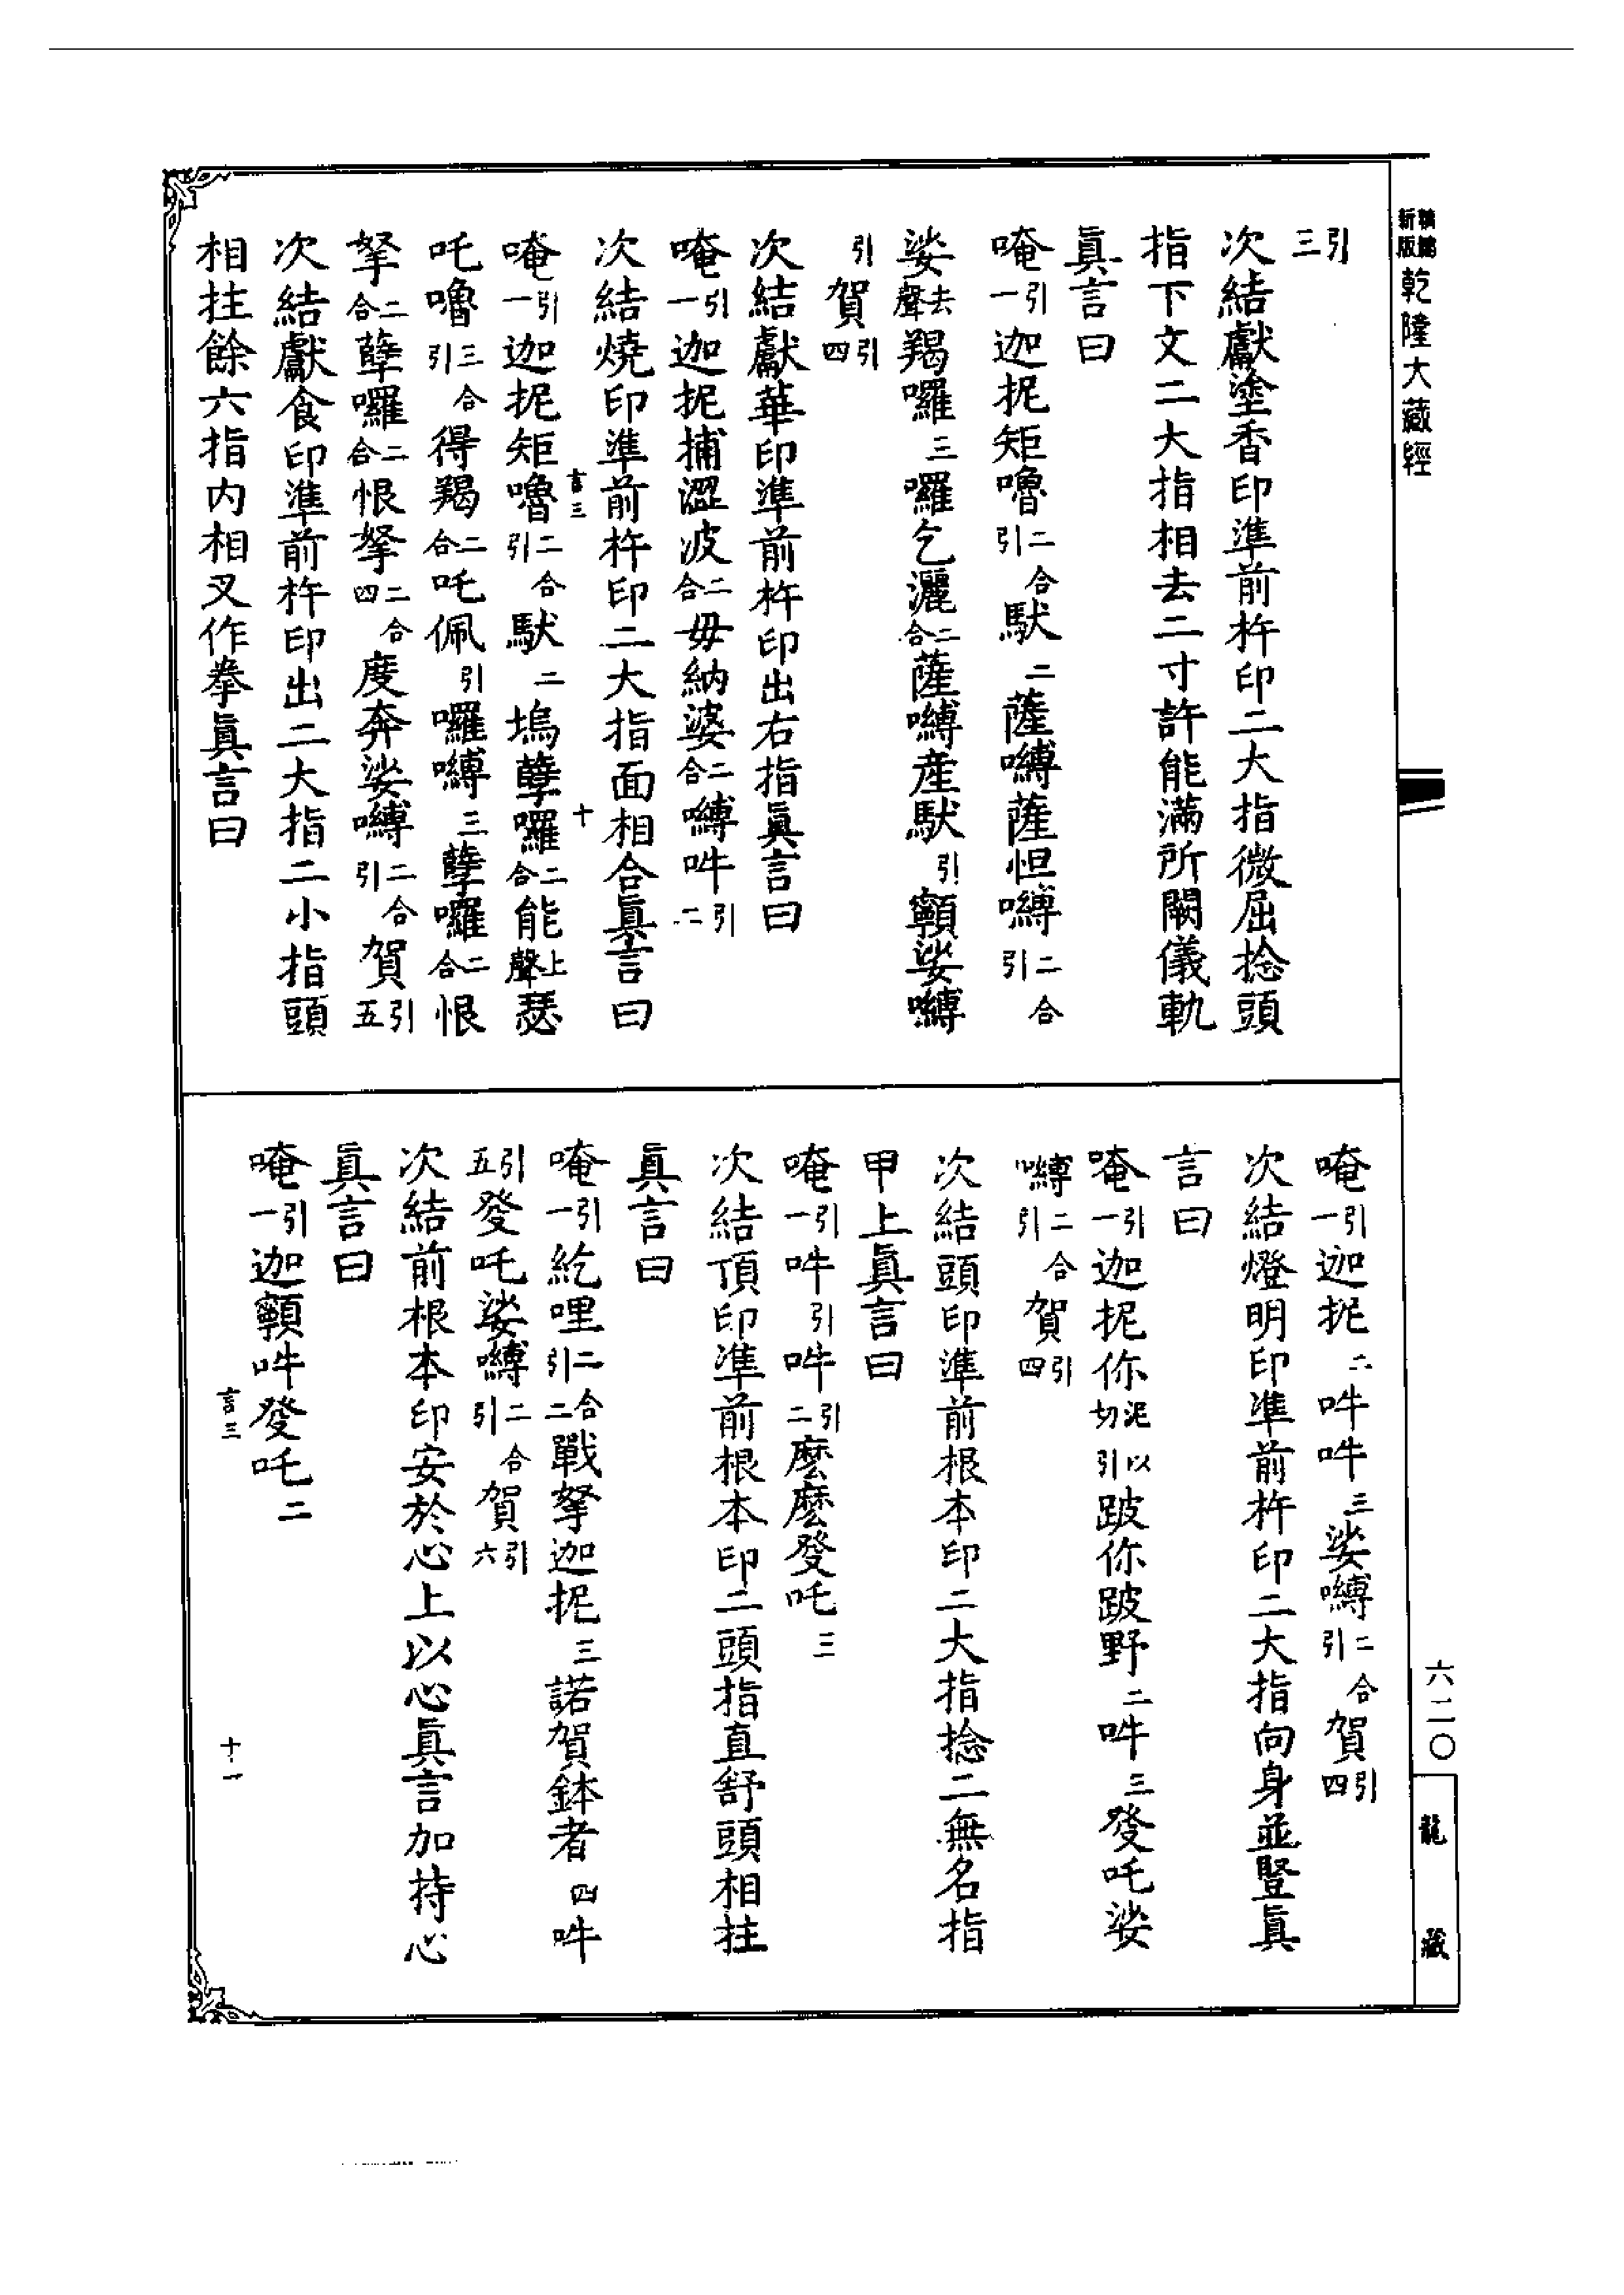 精縮新版
乾隆大藏經
引三
次結獻塗香印準前杵印二大指微屈捻頭
指下文二大指相去二寸許能滿所闕儀軌
眞言曰
唵引一迦抳矩嚕二合引馱二薩嚩薩怛嚩二合引
娑去聲羯囉三囉乞灑二合薩嚩産馱引顐娑嚩
引賀引四
次結獻華印準前杵印出右指眞言曰
唵引一迦抳捕澀波二合毋納婆二合嚩吽引二
次結燒印準前杵印二大指面相合眞言曰
言三
十
唵引一迦抳矩嚕二合引馱二塢孽囉二合能上聲瑟
吒嚕三合引得羯二合吒佩引囉嚩三孽囉二合恨
拏二合孽囉二合恨拏二合四度奔娑嚩二合引賀引五
次結獻食印準前杵印出二大指二小指頭
相拄餘六指内相叉作拳眞言曰
唵引一迦抳二吽吽三娑嚩二合引賀引四
次結燈明印準前杵印二大指向身並豎眞
言曰
唵引一迦抳你泥以切引跛你跛野二吽三發吒娑
嚩二合引賀引四
次結頭印準前根本印二大指捻二無名指
甲上眞言曰
唵引一吽引吽引二麽麽發吒三
次結頂印準前根本印二頭指直舒頭相拄
眞言曰
唵引一紇哩二合引二戰拏迦抳三諾賀鉢者四吽
引五發吒娑嚩二合引賀引六
次結前根本印安於心上以心眞言加持心
眞言曰
唵引一迦顐吽發吒二
言三
十一
六二〇
龍藏